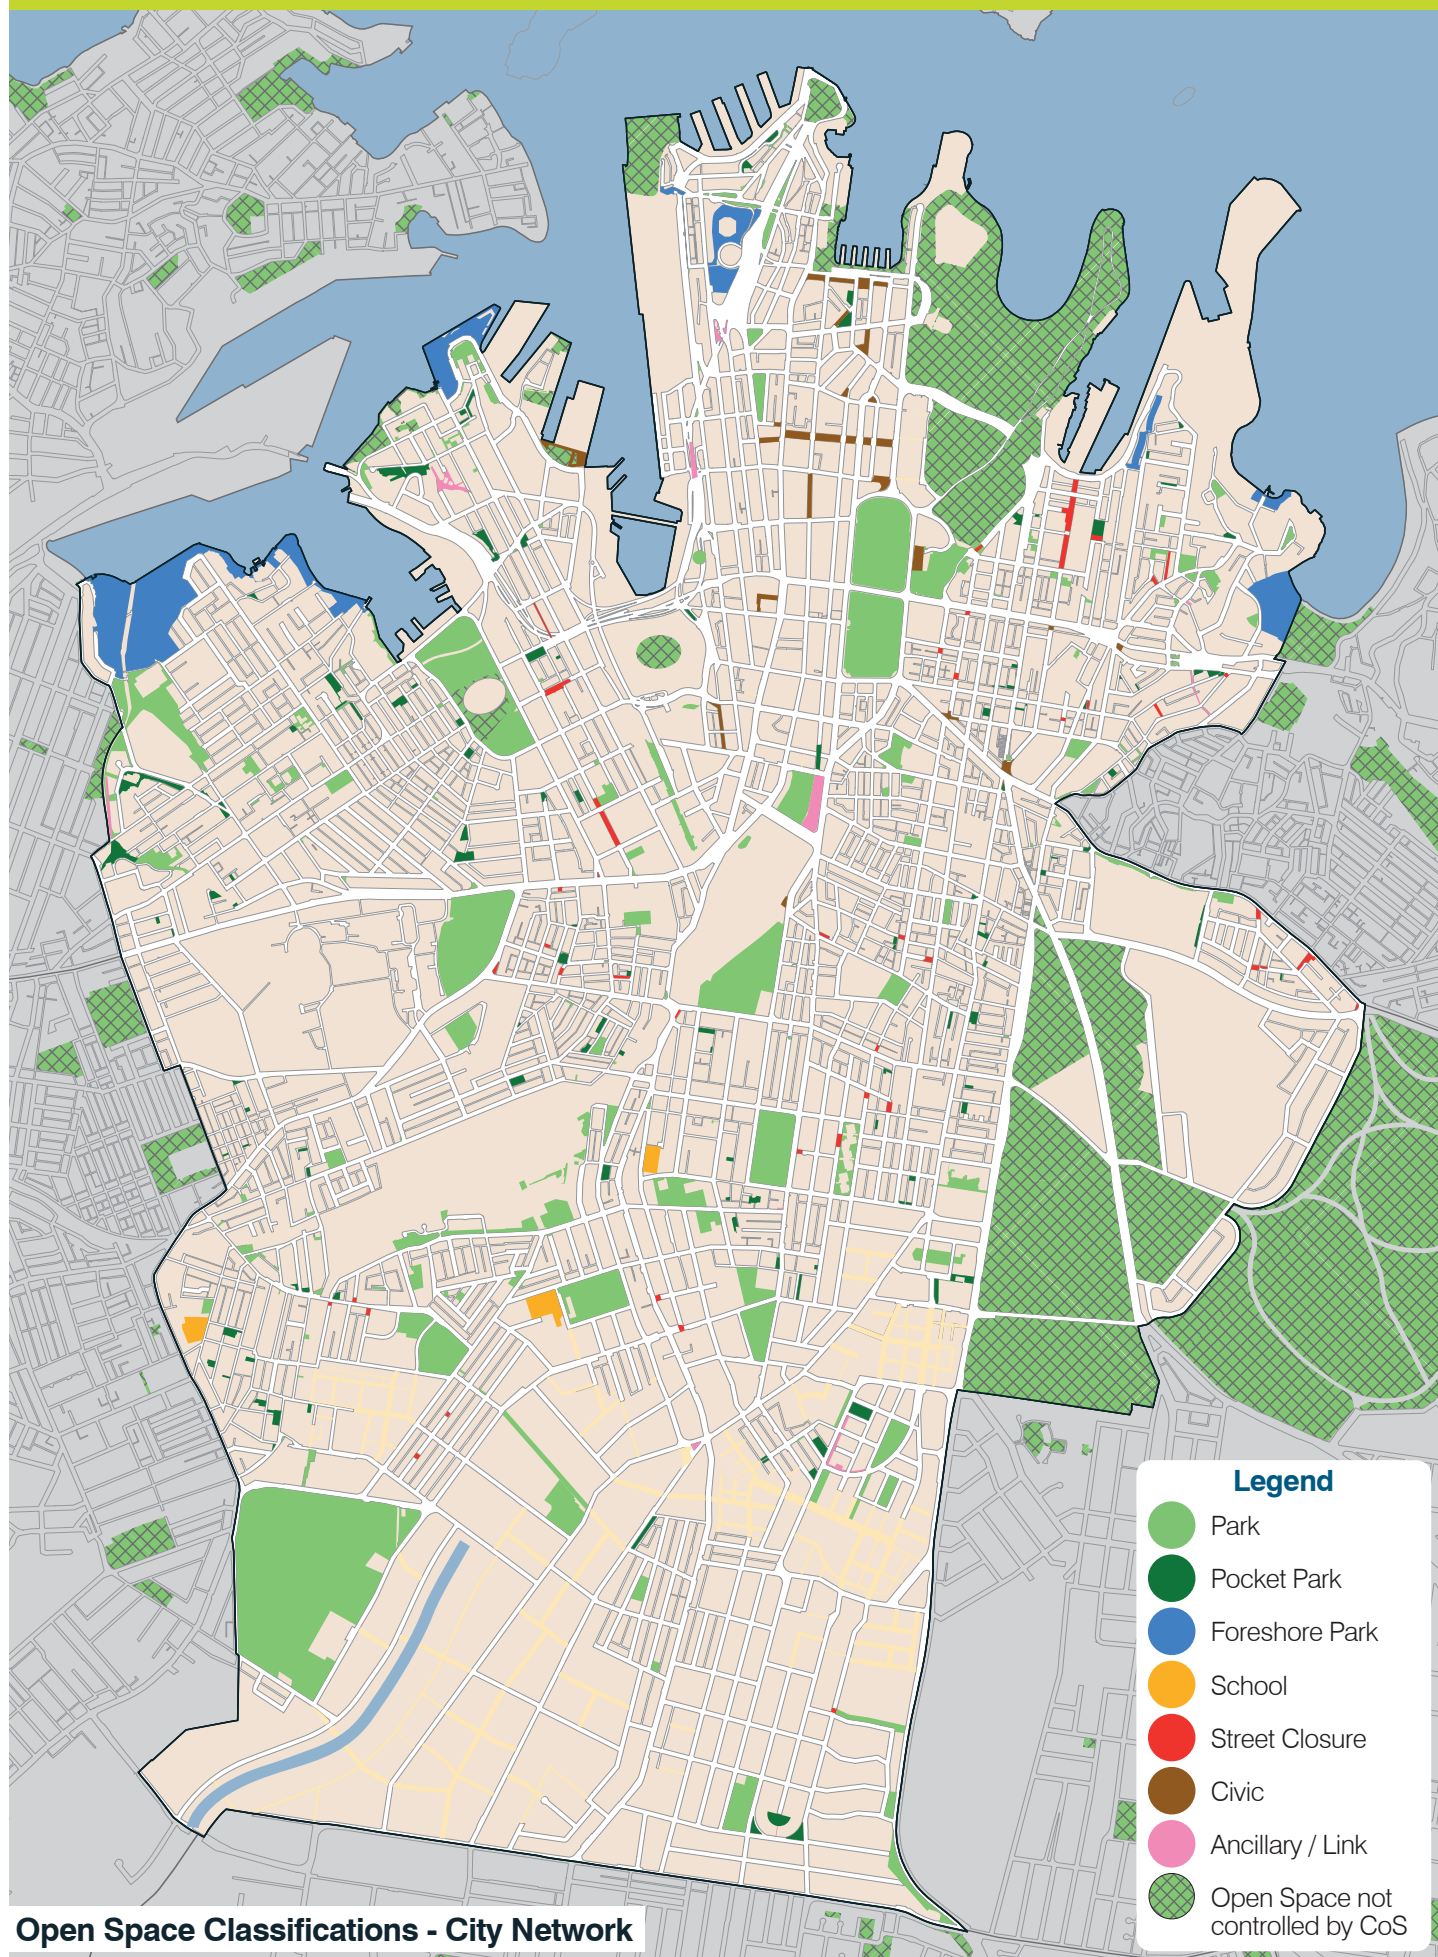 Legend
Park
Pocket Park
Foreshore Park
School
Street Closure
Civic
Ancillary / Link
Open Space not
controlled by CoS
Open Space Classifications - City Network